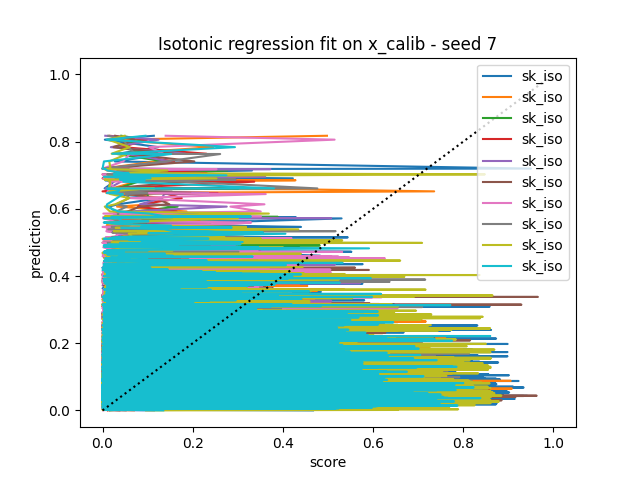 Isotonic regression fit on x_calib - seed 7
prediction
1.0
0.8
0.6
0.4
0.2
0.0
sk_iso
sk_iso
sk_iso
sk_iso
sk_iso
sk_iso
sk_iso
sk_iso
sk_iso
sk_iso
0.0 0.2 0.4 0.6 0.8 1.0
score